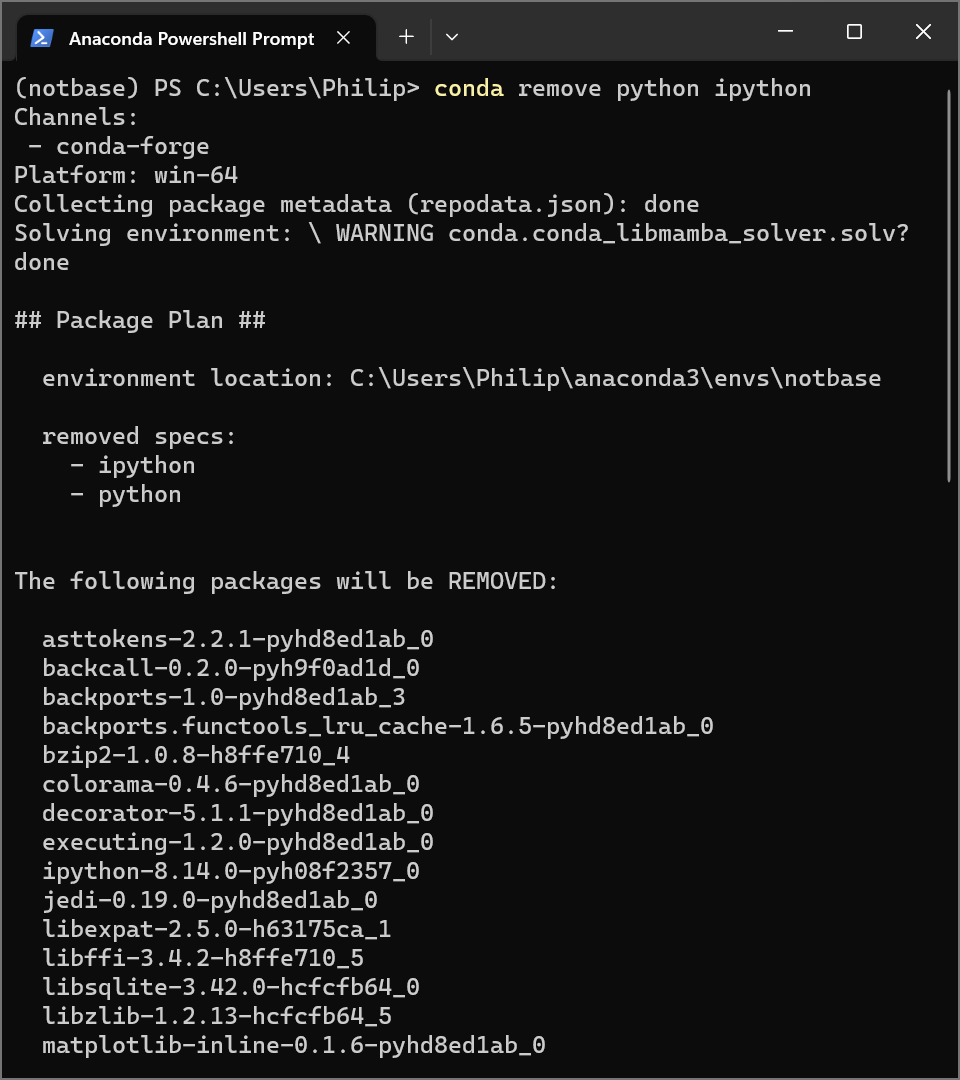 Anaconda Powershell Prompt
(notbase) PS C:\Users\Philip> conda remove python ipython
Channels:
 - conda-forge
Platform: win-64
Collecting package metadata (repodata.json): done
Solving environment: \ WARNING conda.conda_libmamba_solver.solv?
done

## Package Plan ##

  environment location: C:\Users\Philip\anaconda3\envs\notbase

  removed specs:
    - ipython
    - python


The following packages will be REMOVED:

  asttokens-2.2.1-pyhd8ed1ab_0
  backcall-0.2.0-pyh9f0ad1d_0
  backports-1.0-pyhd8ed1ab_3
  backports.functools_lru_cache-1.6.5-pyhd8ed1ab_0
  bzip2-1.0.8-h8ffe710_4
  colorama-0.4.6-pyhd8ed1ab_0
  decorator-5.1.1-pyhd8ed1ab_0
  executing-1.2.0-pyhd8ed1ab_0
  ipython-8.14.0-pyh08f2357_0
  jedi-0.19.0-pyhd8ed1ab_0
  libexpat-2.5.0-h63175ca_1
  libffi-3.4.2-h8ffe710_5
  libsqlite-3.42.0-hcfcfb64_0
  libzlib-1.2.13-hcfcfb64_5
  matplotlib-inline-0.1.6-pyhd8ed1ab_0